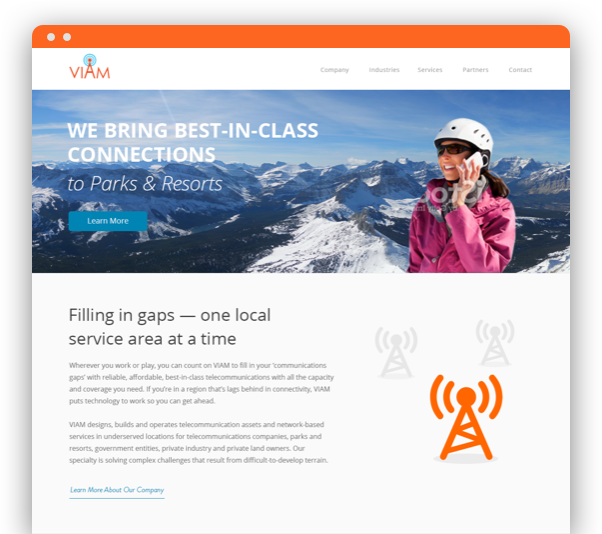 VIAM
Company Industries Services Partners Contact
WE BRING BEST-IN-CLASS
CONNECTIONS
to Parks & Resorts
Learn More
Filling in gaps — one local
service area at a time
Wherever you work or play, you can count on VIAM to fill in your 'communications
gaps' with reliable, affordable, best-in-class telecommunications with all the capacity
and coverage you need. If you're in a region that's lags behind in connectivity, VIAM
puts technology to work so you can get ahead.
VIAM designs, builds and operates telecommunication assets and network-based
services in underserved locations for telecommunications companies, parks and
resorts, government entities, private industry and private land owners. Our
specialty is solving complex challenges that result from difficult-to-develop terrain.
Learn More About Our Company